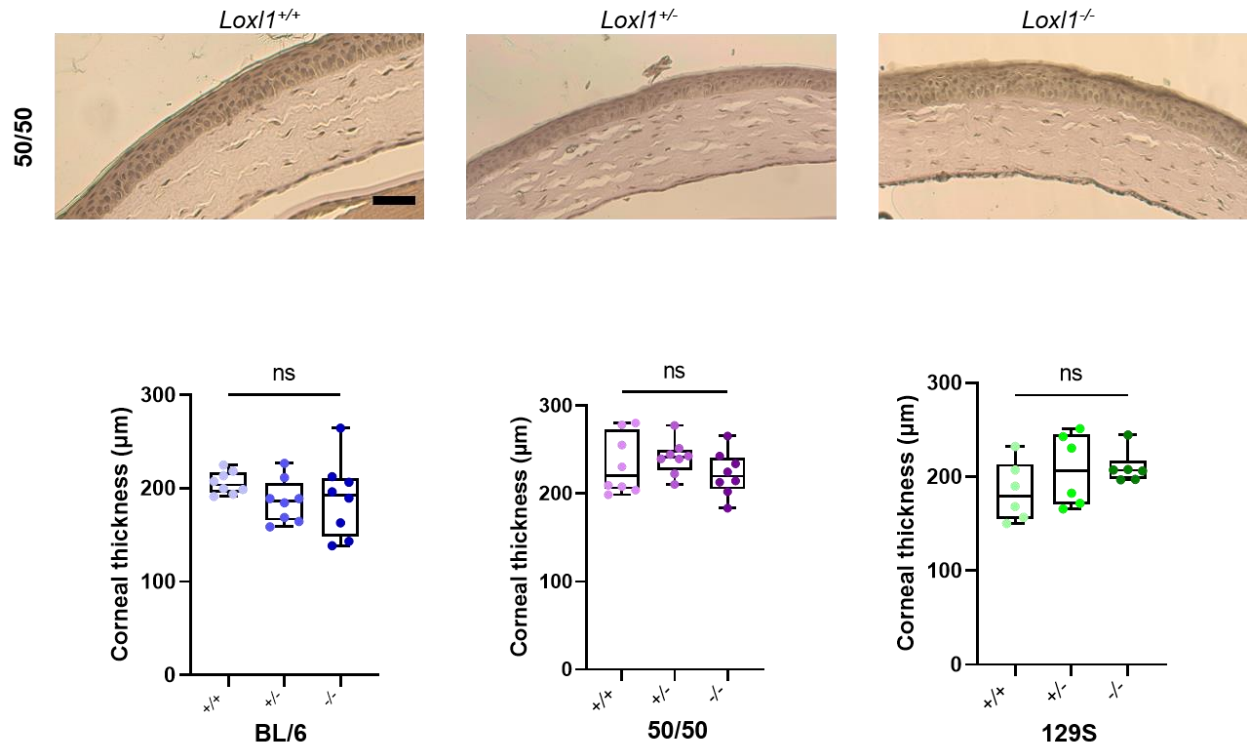 Loxl1+/+
Loxl1+/-
Loxl1-/-
50/50
ns
300
200
100
0
Corneal thickness (μm)
+/+
+/-
-/-
BL/6
ns
300
200
100
0
Corneal thickness (μm)
+/+
+/-
-/-
50/50
ns
300
200
100
0
Corneal thickness (μm)
+/+
+/-
-/-
129S